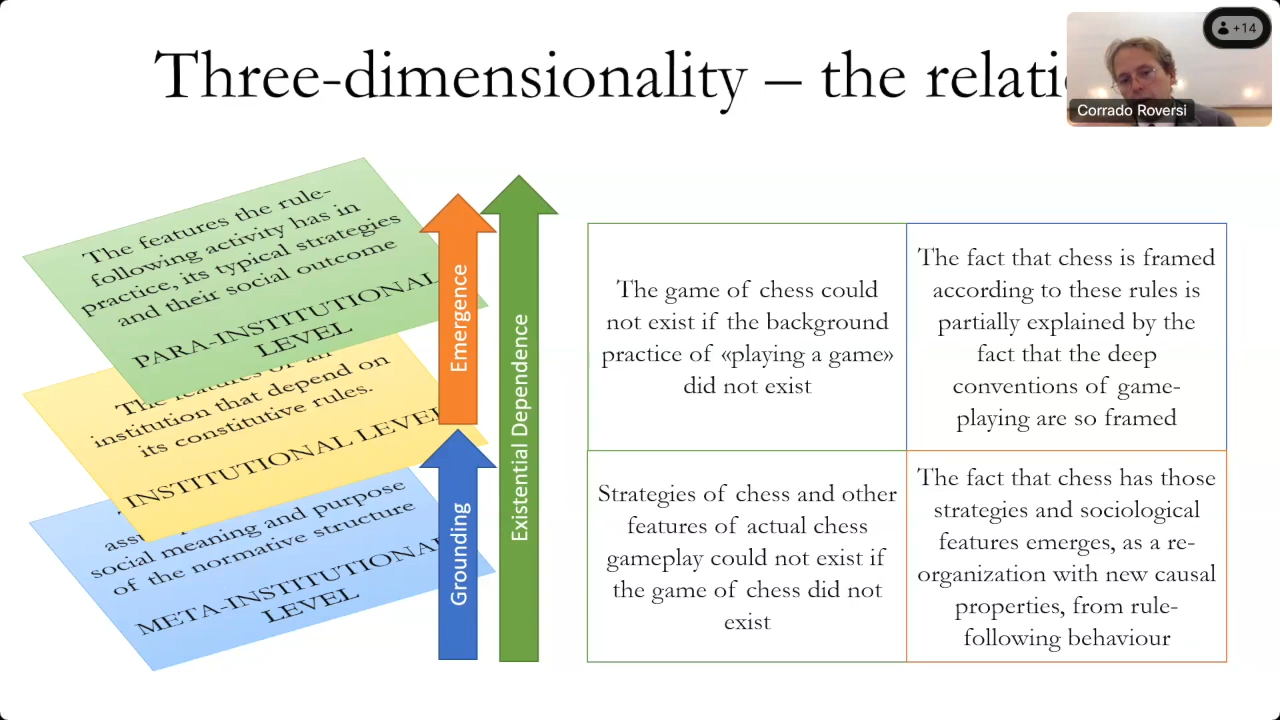 Three-dimensionality – the relati
+14
Corrado Roversi
The features the rule-
following activity has in
practice, its typical strategies
and their social outcome
PARA-INSTITUTIONAL
LEVEL
institution that depend on
its constitutive rules.
INSTITUTIONAL LEVEL
social meaning and purpose
of the normative structure
META-INSTITUTIONAL
LEVEL
Emergence
Grounding
Existential Dependence
The game of chess could
not exist if the background
practice of «playing a game»
did not exist
The fact that chess is framed
according to these rules is
partially explained by the
fact that the deep
conventions of game-
playing are so framed
Strategies of chess and other
features of actual chess
gameplay could not exist if
the game of chess did not
exist
The fact that chess has those
strategies and sociological
features emerges, as a re-
organization with new causal
properties, from rule-
following behaviour